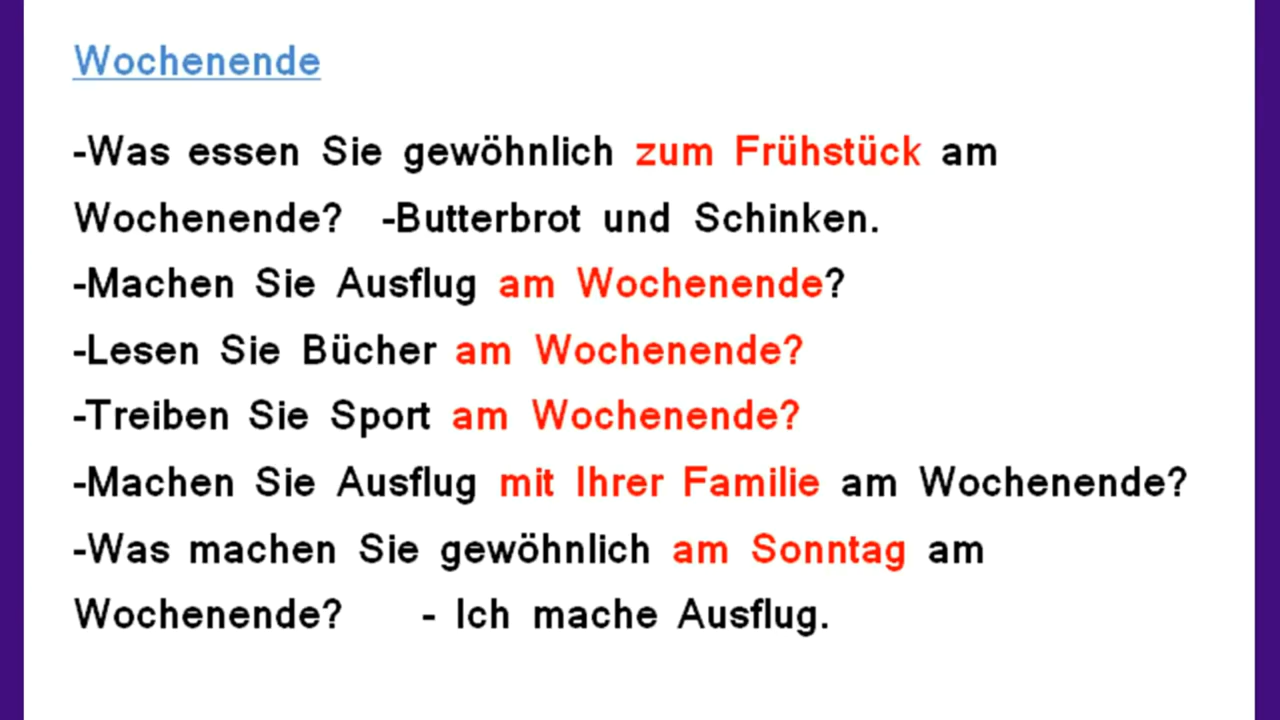 Wochenende
-Was essen Sie gewöhnlich zum Frühstück am
Wochenende? -Butterbrot und Schinken.
-Machen Sie Ausflug am Wochenende?
-Lesen Sie Bücher am Wochenende?
-Treiben Sie Sport am Wochenende?
-Machen Sie Ausflug mit Ihrer Familie am Wochenende?
-Was machen Sie gewöhnlich am Sonntag am
Wochenende? - Ich mache Ausflug.